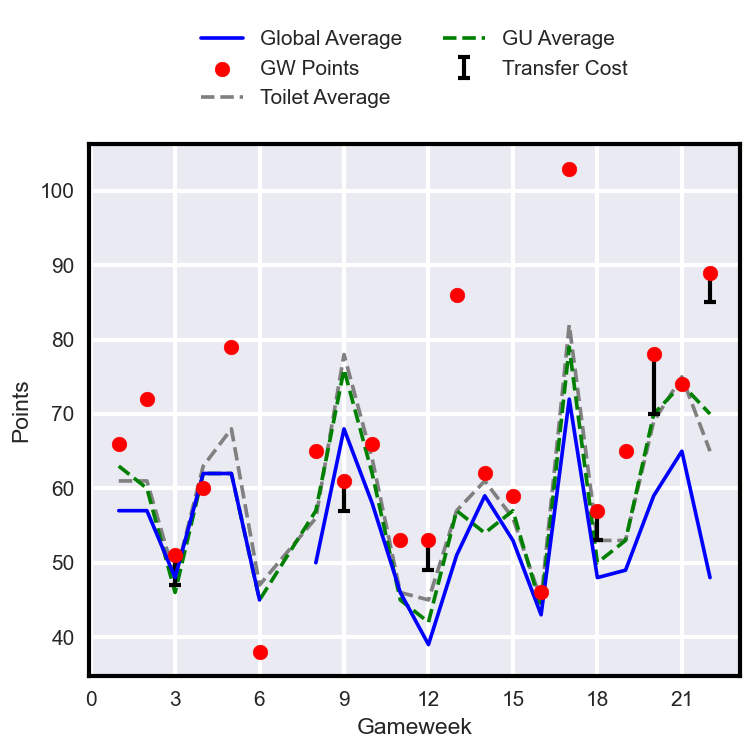 Global Average
GW Points
Toilet Average
GU Average
Transfer Cost
Points
100
90
80
70
60
50
40
0 3 6 9 12 15 18 21
Gameweek